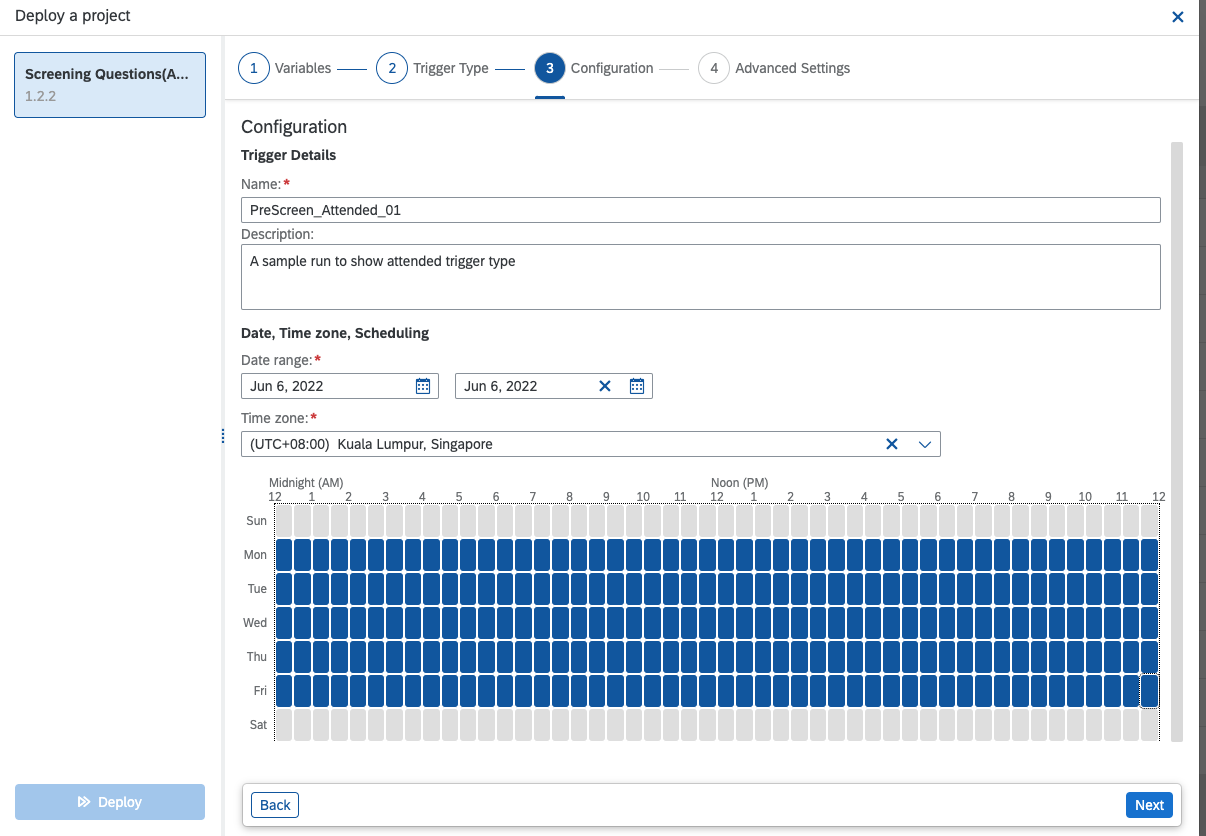 Deploy a project
Screening Questions(A...
1.2.2
1 Variables 2 Trigger Type 3 Configuration 4 Advanced Settings
Configuration
Trigger Details
Name:*
PreScreen_Attended_01
Description:
A sample run to show attended trigger type
Date, Time zone, Scheduling
Date range:*
Jun 6, 2022 Jun 6, 2022
Time zone:*
(UTC+08:00) Kuala Lumpur, Singapore
Midnight (AM) Noon (PM)
12 1 2 3 4 5 6 7 8 9 10 11 12 1 2 3 4 5 6 7 8 9 10 11 12
Sun
Mon
Tue
Wed
Thu
Fri
Sat
Deploy
Back Next